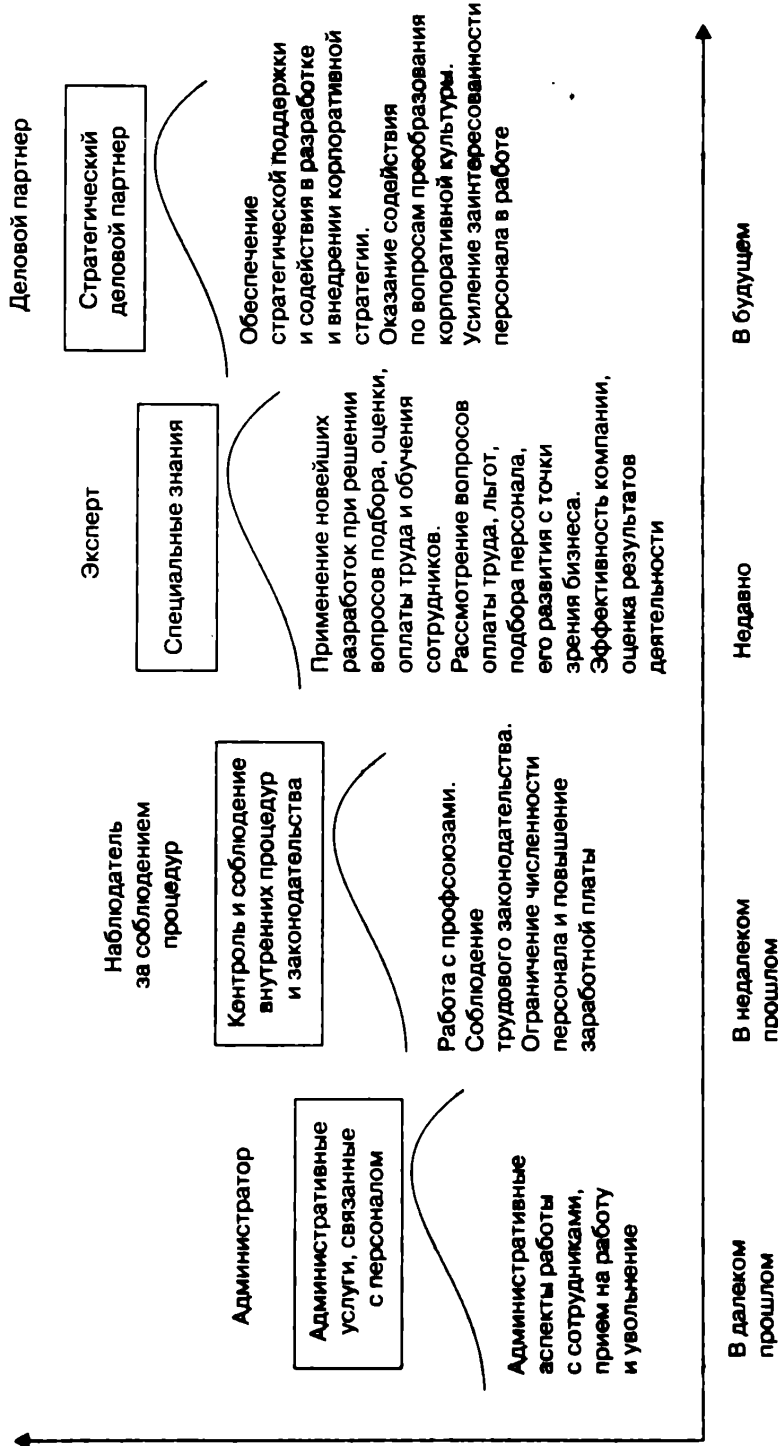 Администратор
Административные
услуги, связанные
с персоналом
Административные
аспекты работы
с сотрудниками,
прием на работу
и увольнение
В далеком
прошлом
Наблюдатель
за соблюдением
процедур
Контроль и соблюдение
внутренних процедур
и законодательства
Работа с профсоюзами.
Соблюдение
трудового законодательства.
Ограничение численности
персонала и повышение
заработной платы
В недалеком
прошлом
Эксперт
Специальные знания
Применение новейших
разработок при решении
вопросов подбора, оценки,
оплаты труда и обучения
сотрудников.
Рассмотрение вопросов
оплаты труда, льгот,
подбора персонала,
его развития с точки
зрения бизнеса.
Эффективность компании,
оценка результатов
деятельности
Недавно
Деловой партнер
Стратегический
деловой партнер
Обеспечение
стратегической поддержки
и содействия в разработке
и внедрении корпоративной
стратегии.
Оказание содействия
по вопросам преобразования
корпоративной культуры.
Усиление заинтересованности
персонала в работе
В будущем